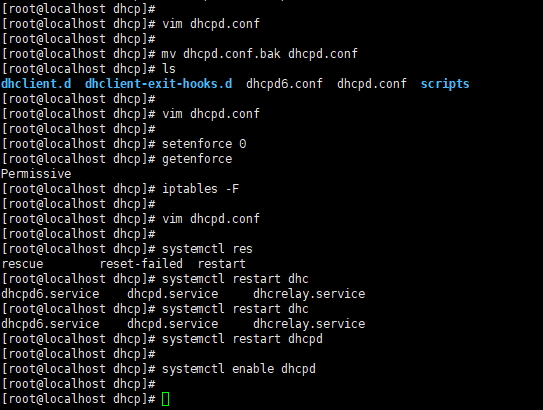 [root@localhost dhcp]#
[root@localhost dhcp]# vim dhcpd.conf
[root@localhost dhcp]#
[root@localhost dhcp]# mv dhcpd.conf.bak dhcpd.conf
[root@localhost dhcp]# ls
dhclient.d  dhclient-exit-hooks.d  dhcpd6.conf  dhcpd.conf  scripts
[root@localhost dhcp]#
[root@localhost dhcp]# vim dhcpd.conf
[root@localhost dhcp]#
[root@localhost dhcp]# setenforce 0
[root@localhost dhcp]# getenforce
Permissive
[root@localhost dhcp]# iptables -F
[root@localhost dhcp]#
[root@localhost dhcp]# vim dhcpd.conf
[root@localhost dhcp]#
[root@localhost dhcp]# systemctl res
rescue        reset-failed  restart
[root@localhost dhcp]# systemctl restart dhc
dhcpd6.service    dhcpd.service     dhcrelay.service
[root@localhost dhcp]# systemctl restart dhc
dhcpd6.service    dhcpd.service     dhcrelay.service
[root@localhost dhcp]# systemctl restart dhcpd
[root@localhost dhcp]#
[root@localhost dhcp]# systemctl enable dhcpd
[root@localhost dhcp]#
[root@localhost dhcp]#